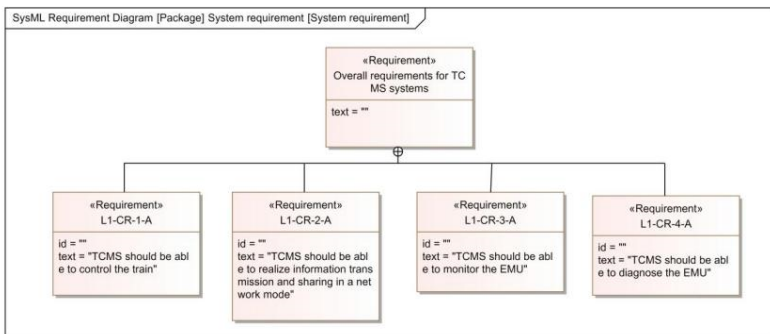 SysML Requirement Diagram [Package] System requirement [System requirement]
«Requirement»
Overall requirements for TC
MS systems
text = ""
«Requirement»
L1-CR-1-A
id = ""
text = "TCMS should be abl
e to control the train"
«Requirement»
L1-CR-2-A
id = ""
text = "TCMS should be abl
e to realize information trans
mission and sharing in a net
work mode"
«Requirement»
L1-CR-3-A
id = ""
text = "TCMS should be abl
e to monitor the EMU"
«Requirement»
L1-CR-4-A
id = ""
text = "TCMS should be abl
e to diagnose the EMU"